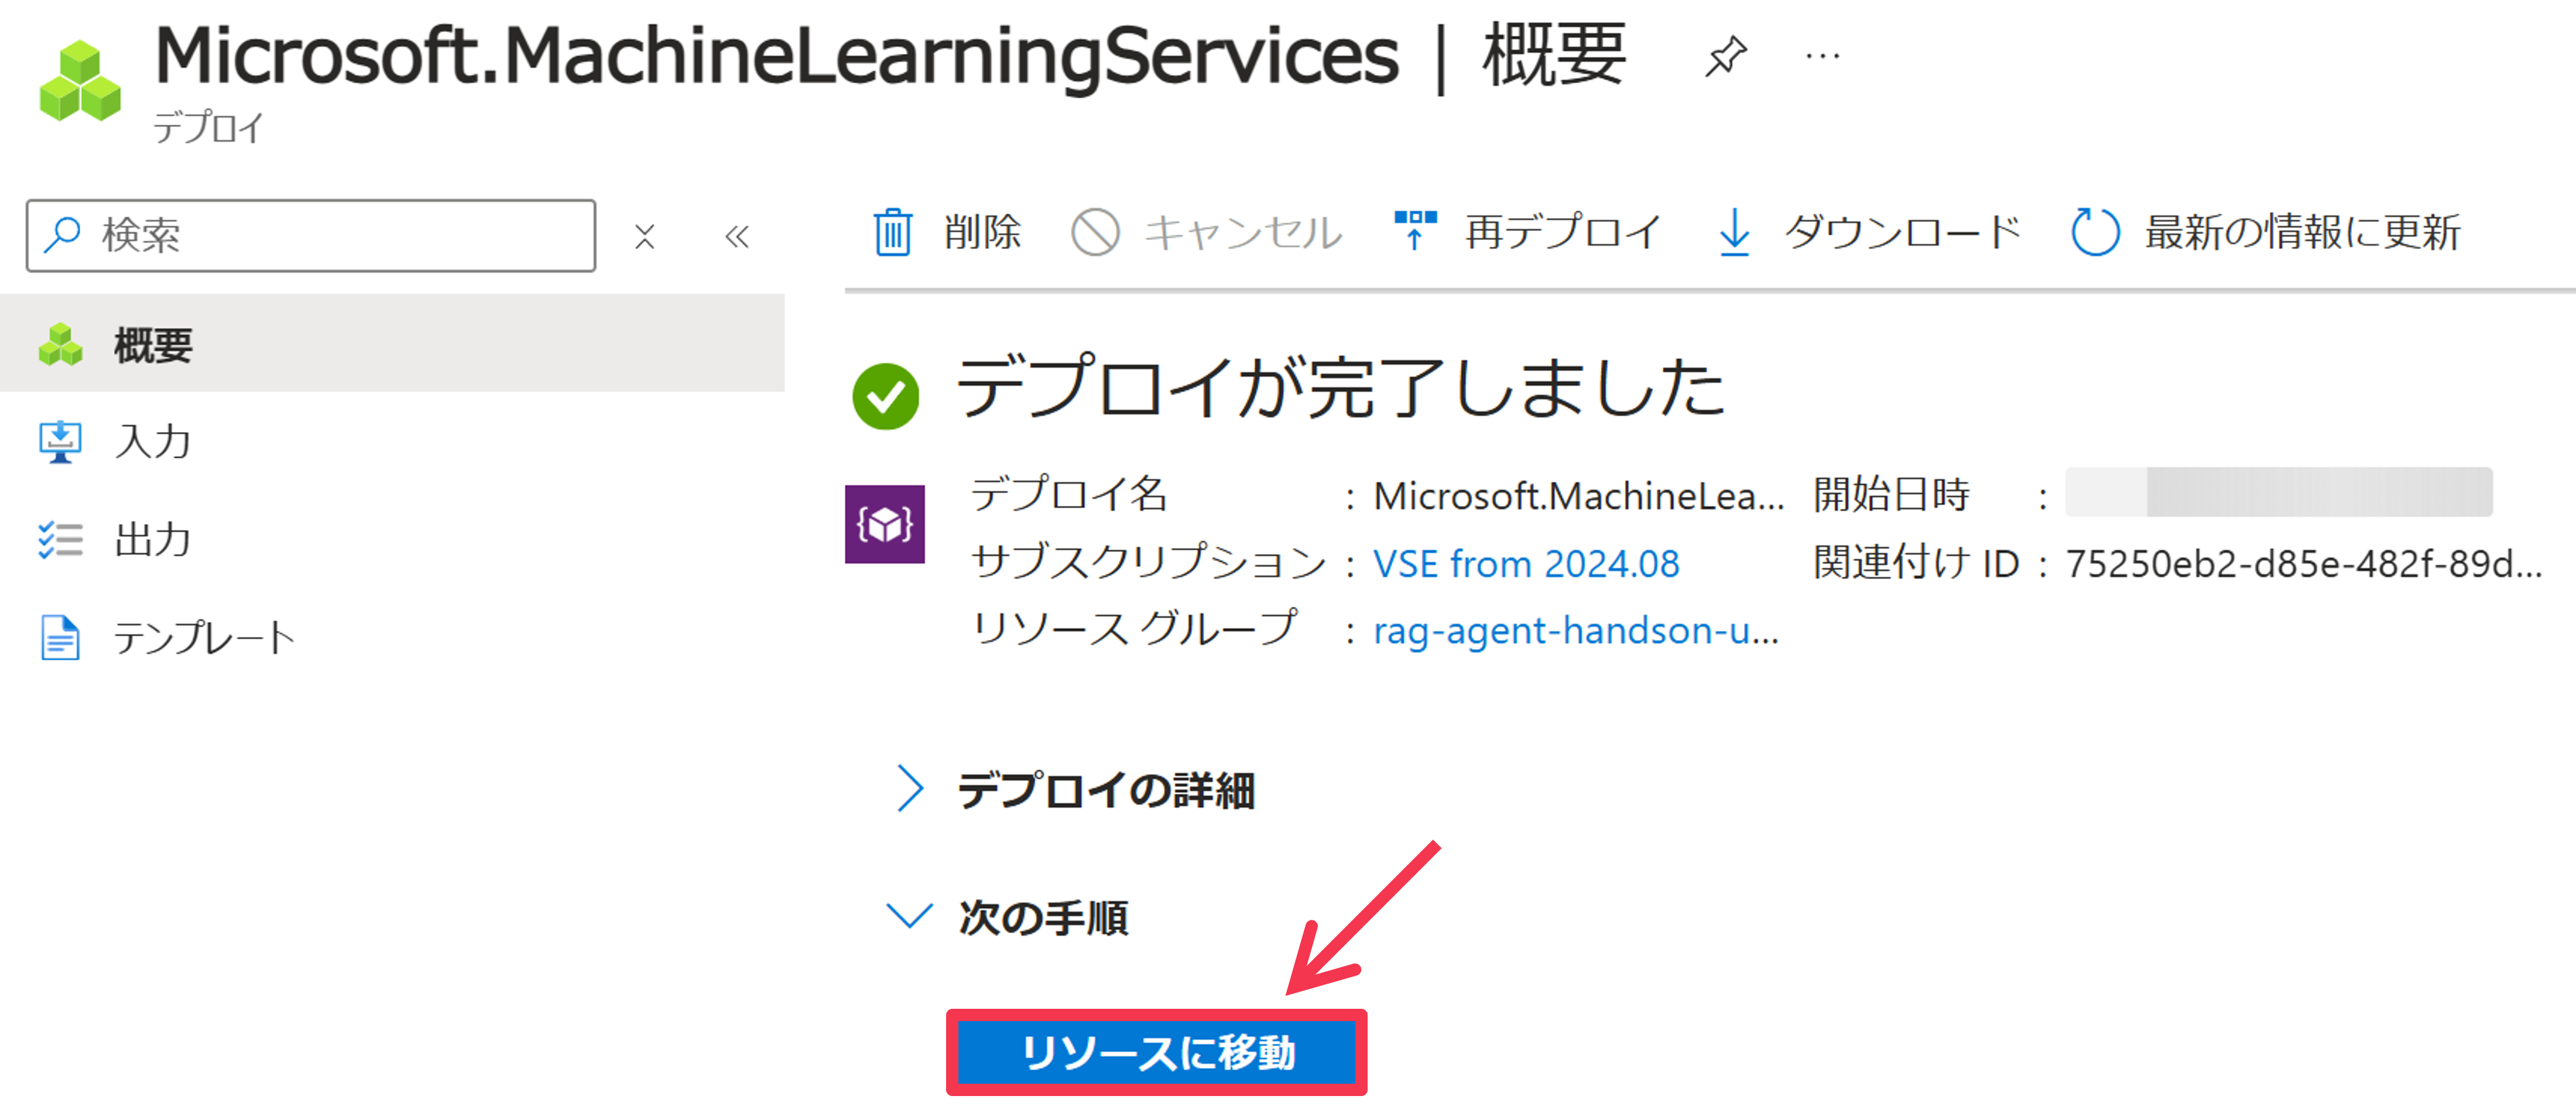 Microsoft.MachineLearningServices | 概要 ...
デプロイ
検索
削除 キャンセル 再デプロイ ダウンロード 最新の情報に更新
概要
入力
出力
テンプレート
デプロイが完了しました
デプロイ名 : Microsoft.MachineLea... 開始日時 :
サブスクリプション : VSE from 2024.08 関連付け ID : 75250eb2-d85e-482f-89d...
リソース グループ : rag-agent-handson-u...
デプロイの詳細
次の手順
リソースに移動